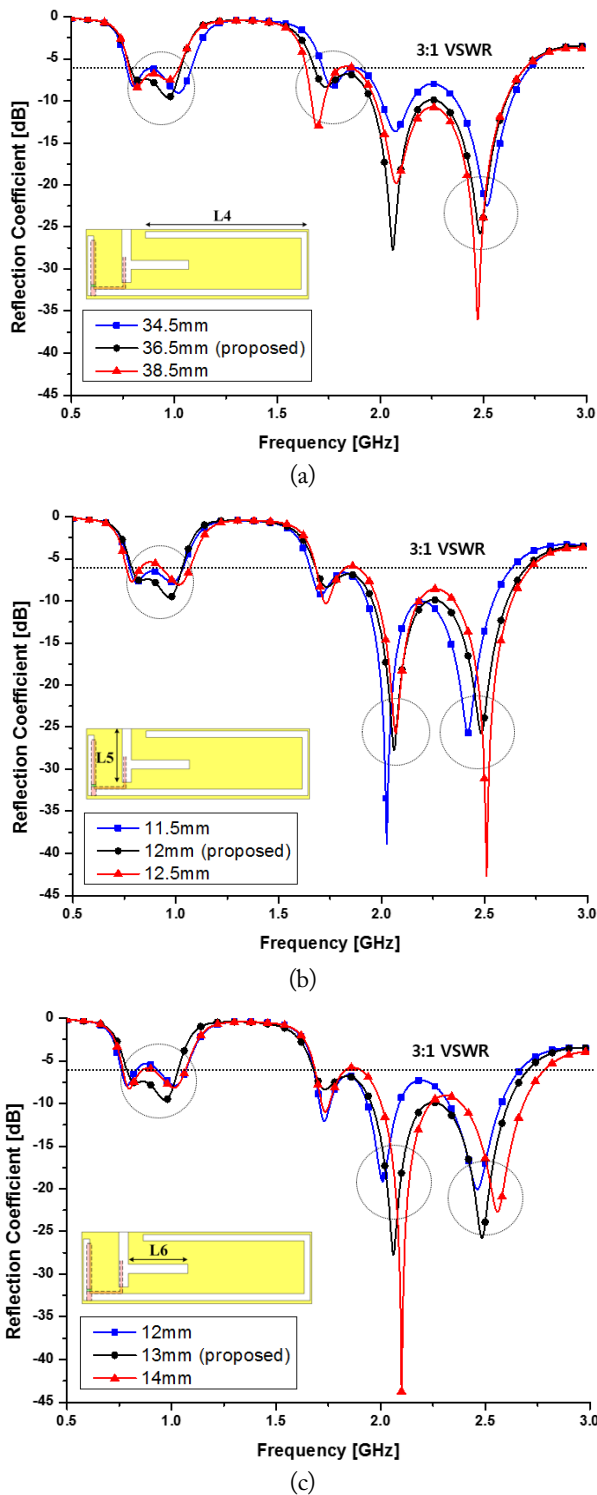 0
-5
-10
-15
-20
-25
-30
-35
-40
-45
Reflection Coefficient [dB]
3:1 VSWR
L4
34.5mm
36.5mm (proposed)
38.5mm
0.5 1.0 1.5 2.0 2.5 3.0
Frequency [GHz]
(a)
0
-5
-10
-15
-20
-25
-30
-35
-40
-45
Reflection Coefficient [dB]
3:1 VSWR
L5
11.5mm
12mm (proposed)
12.5mm
0.5 1.0 1.5 2.0 2.5 3.0
Frequency [GHz]
(b)
0
-5
-10
-15
-20
-25
-30
-35
-40
-45
Reflection Coefficient [dB]
3:1 VSWR
L6
12mm
13mm (proposed)
14mm
0.5 1.0 1.5 2.0 2.5 3.0
Frequency [GHz]
(c)